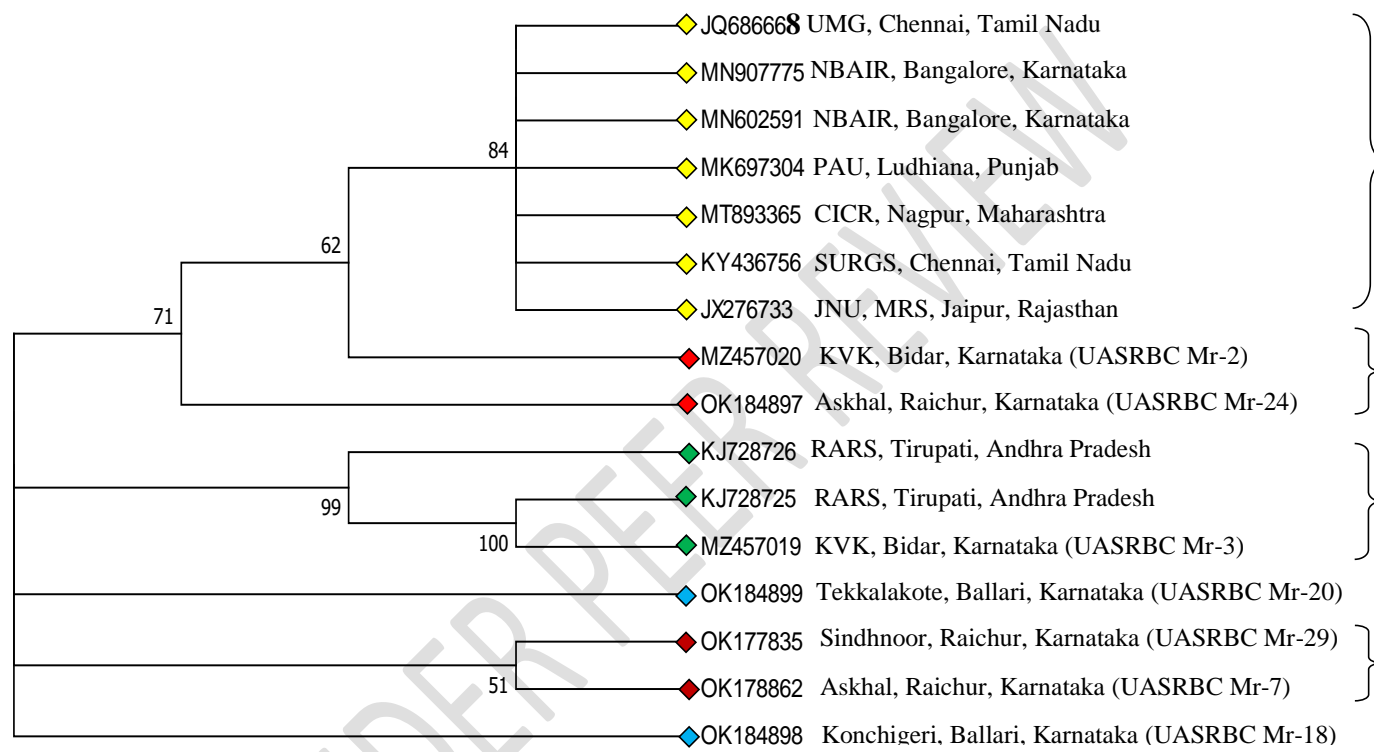 JQ686668 UMG, Chennai, Tamil Nadu
MN907775 NBAIR, Bangalore, Karnataka
MN602591 NBAIR, Bangalore, Karnataka
84
MK697304 PAU, Ludhiana, Punjab
MT893365 CICR, Nagpur, Maharashtra
62
KY436756 SURGS, Chennai, Tamil Nadu
JX276733 JNU, MRS, Jaipur, Rajasthan
71
MZ457020 KVK, Bidar, Karnataka (UASRBC Mr-2)
OK184897 Askhal, Raichur, Karnataka (UASRBC Mr-24)
KJ728726 RARS, Tirupati, Andhra Pradesh
99
KJ728725 RARS, Tirupati, Andhra Pradesh
100
MZ457019 KVK, Bidar, Karnataka (UASRBC Mr-3)
OK184899 Tekkalakote, Ballari, Karnataka (UASRBC Mr-20)
OK177835 Sindhnoor, Raichur, Karnataka (UASRBC Mr-29)
51
OK178862 Askhal, Raichur, Karnataka (UASRBC Mr-7)
OK184898 Konchigeri, Ballari, Karnataka (UASRBC Mr-18)
DER PEER REVIEW